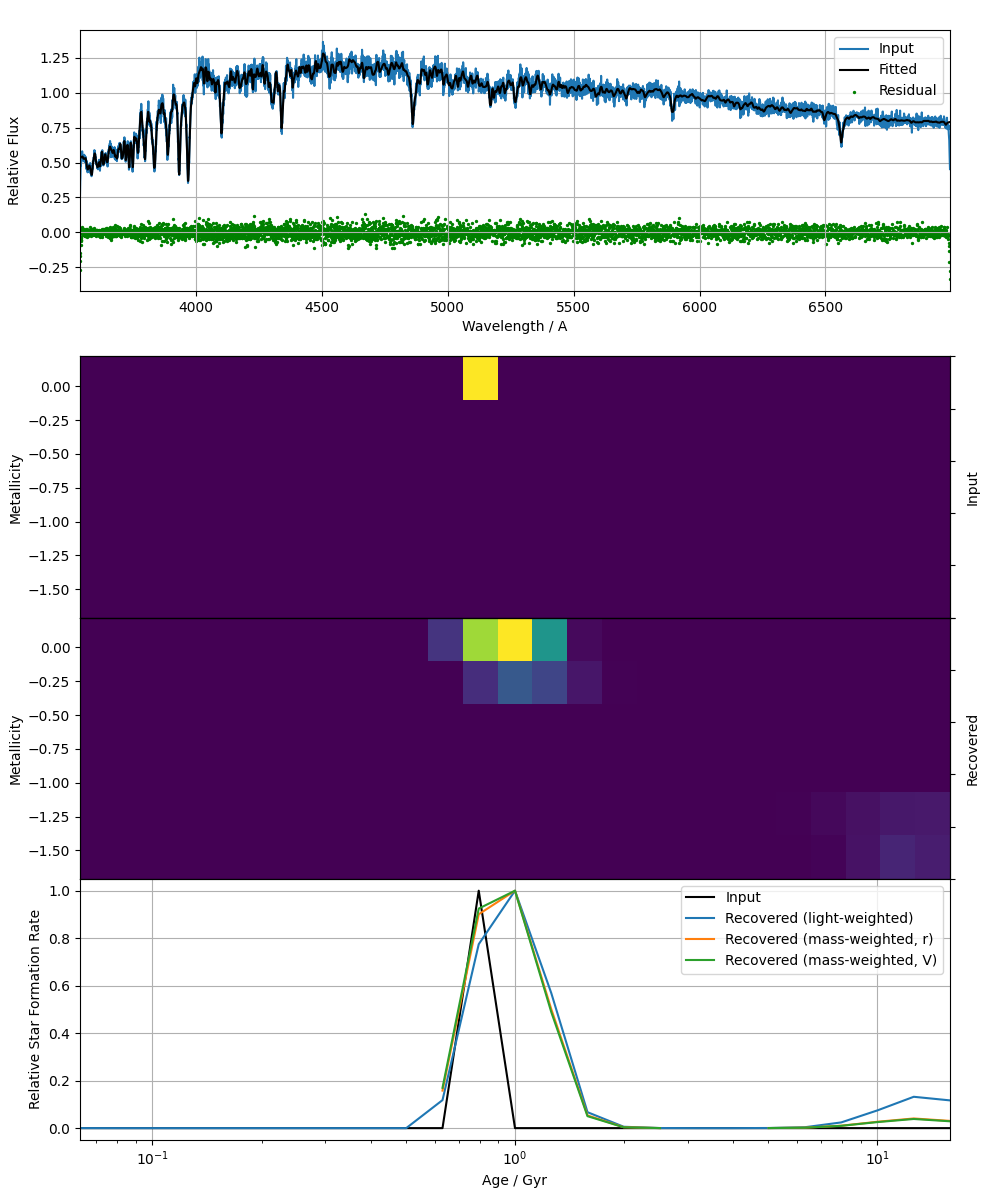 1.25
1.00
0.75
0.50
0.25
0.00
−0.25
Relative Flux
Input
Fitted
Residual
4000 4500 5000 5500 6000 6500
Wavelength / A
0.00
−0.25
−0.50
−0.75
−1.00
−1.25
−1.50
Metallicity
Input
0.00
−0.25
−0.50
−0.75
−1.00
−1.25
−1.50
Metallicity
Recovered
1.0
0.8
0.6
0.4
0.2
0.0
Relative Star Formation Rate
Input
Recovered (light-weighted)
Recovered (mass-weighted, r)
Recovered (mass-weighted, V)
10⁻¹ 10⁰ 10¹
Age / Gyr